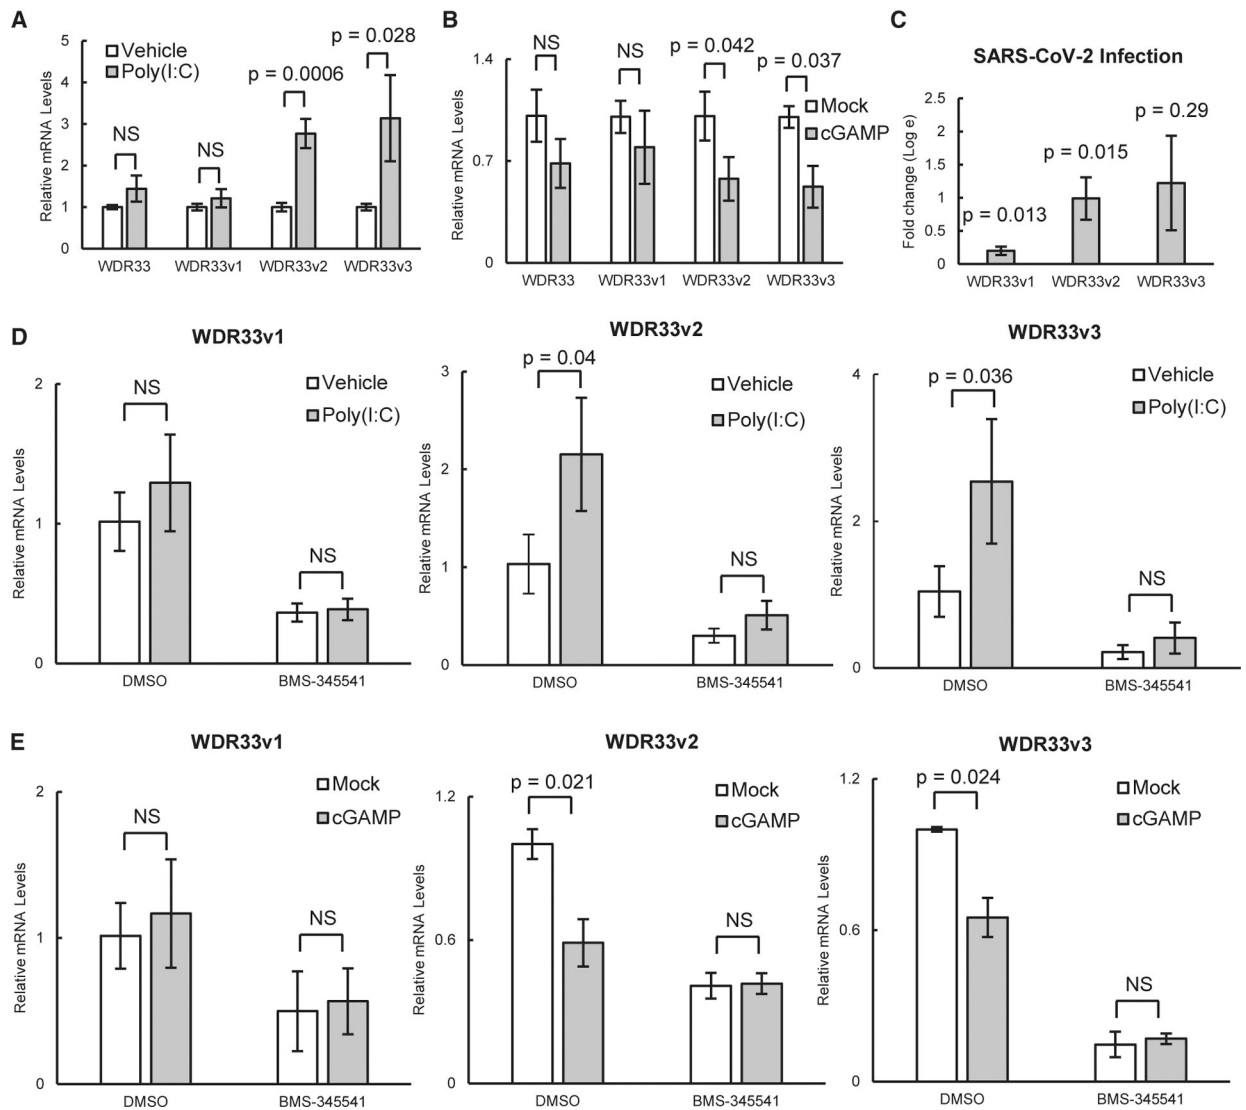 A
Relative mRNA Levels
5
4
3
2
1
0
Vehicle
Poly(I:C)
NS
NS
p = 0.0006
p = 0.028
WDR33
WDR33v1
WDR33v2
WDR33v3
B
Relative mRNA Levels
1.4
0.7
0
NS
NS
p = 0.042
p = 0.037
Mock
cGAMP
WDR33
WDR33v1
WDR33v2
WDR33v3
C
SARS-CoV-2 Infection
Fold change (Log e)
2.5
2
1.5
1
0.5
0
p = 0.013
p = 0.015
p = 0.29
WDR33v1
WDR33v2
WDR33v3
D
WDR33v1
Relative mRNA Levels
2
1
0
NS
Vehicle
Poly(I:C)
NS
DMSO
BMS-345541
WDR33v2
Relative mRNA Levels
3
2
1
0
p = 0.04
Vehicle
Poly(I:C)
NS
DMSO
BMS-345541
WDR33v3
Relative mRNA Levels
4
2
0
p = 0.036
Vehicle
Poly(I:C)
NS
DMSO
BMS-345541
E
WDR33v1
Relative mRNA Levels
2
1
0
NS
Mock
cGAMP
NS
DMSO
BMS-345541
WDR33v2
Relative mRNA Levels
1.2
0.6
0
p = 0.021
Mock
cGAMP
NS
DMSO
BMS-345541
WDR33v3
Relative mRNA Levels
1.2
0.6
0
p = 0.024
Mock
cGAMP
NS
DMSO
BMS-345541